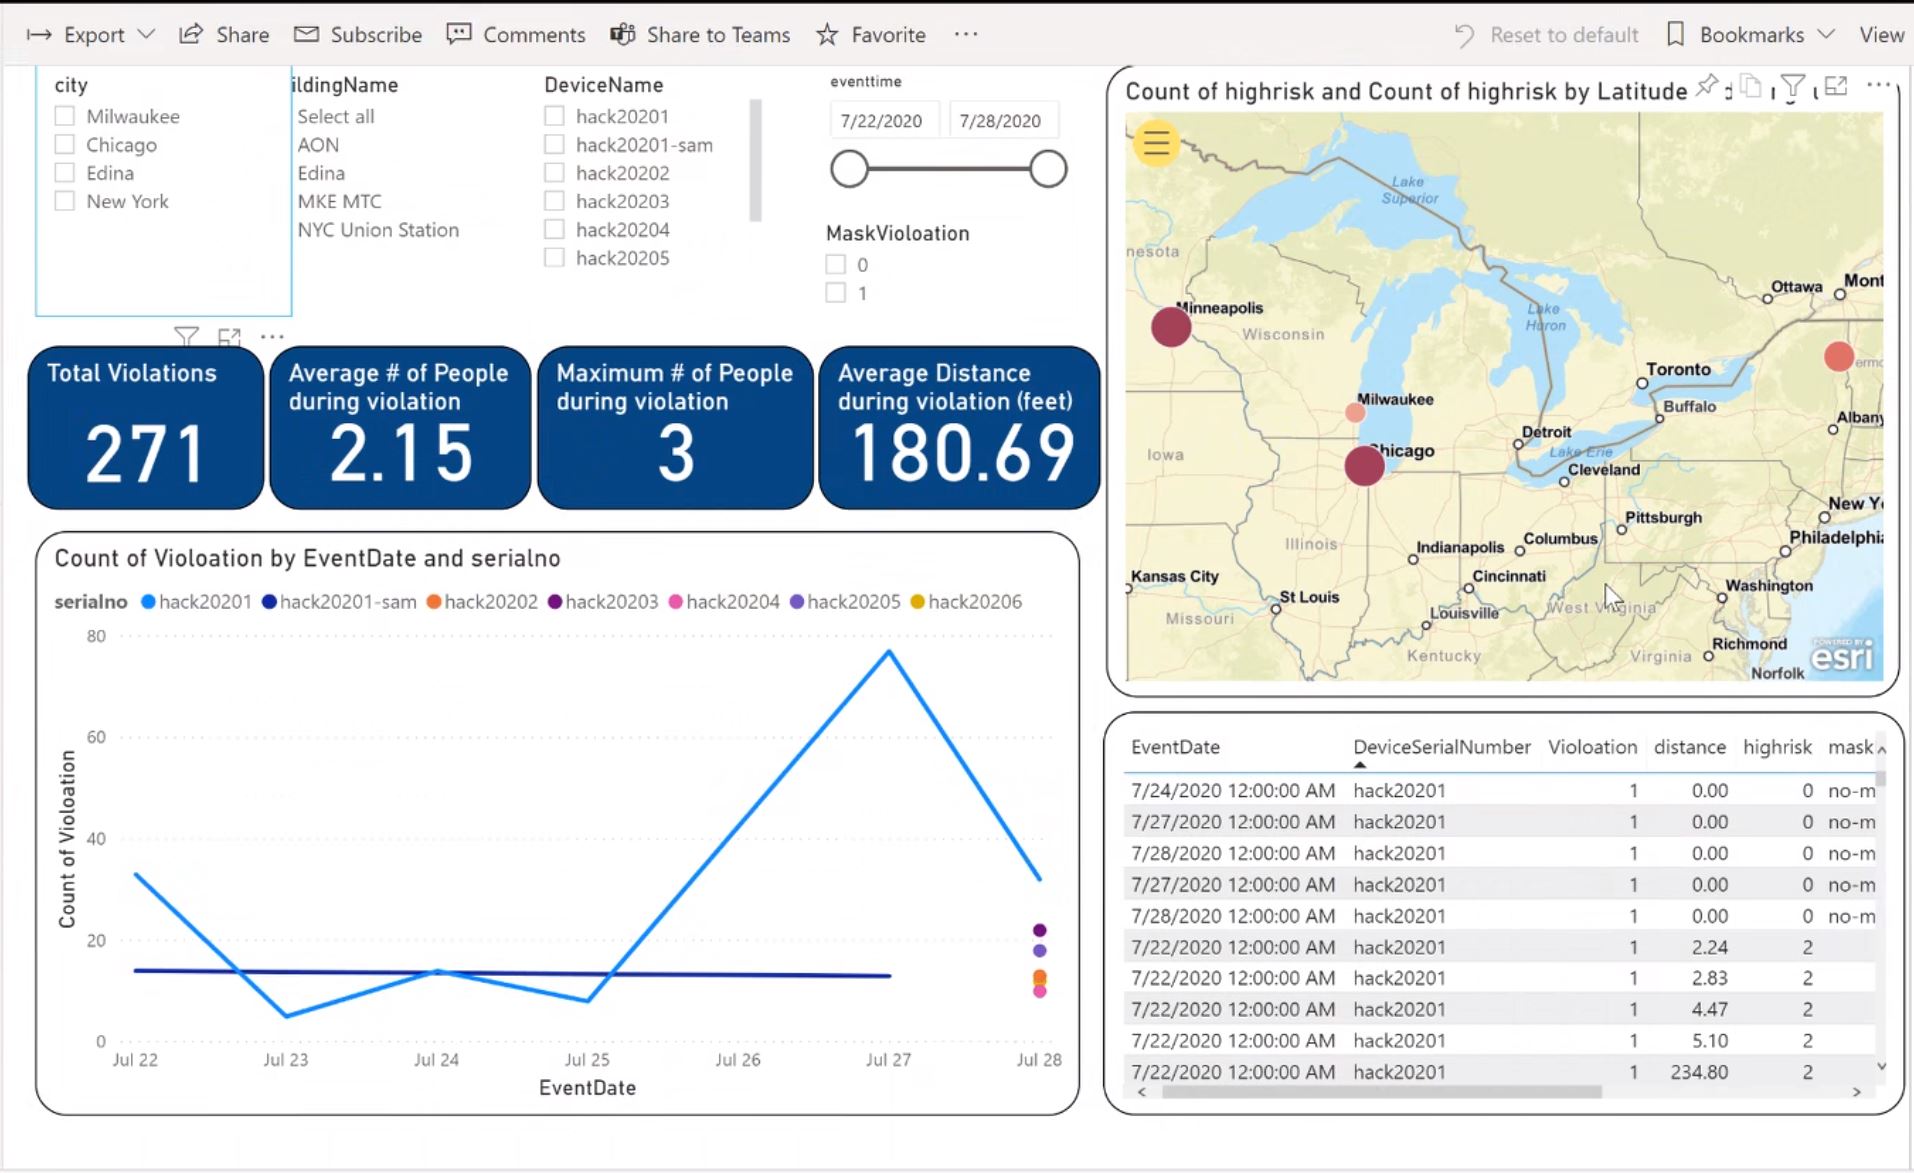 Export Share Subscribe Comments Share to Teams Favorite ··· Reset to default Bookmarks View
city
Milwaukee
Chicago
Edina
New York
ildingName
Select all
AON
Edina
MKE MTC
NYC Union Station
DeviceName
hack20201
hack20201-sam
hack20202
hack20203
hack20204
hack20205
eventtime
7/22/2020 7/28/2020
MaskVioloation
0
1
Total Violations
271
Average # of People
during violation
2.15
Maximum # of People
during violation
3
Average Distance
during violation (feet)
180.69
Count of Violoation by EventDate and serialno
serialno hack20201 hack20201-sam hack20202 hack20203 hack20204 hack20205 hack20206
80
60
40
20
0
Count of Violoation
Jul 22 Jul 23 Jul 24 Jul 25 Jul 26 Jul 27 Jul 28
EventDate
Count of highrisk and Count of highrisk by Latitude
Lake
Superior
nesota
Ottawa
Mont
Minneapolis
Wisconsin
Lake
Huron
Toronto
ermo
Milwaukee
Buffalo
Albany
Detroit
Chicago
Iowa
Lake Erie
Cleveland
New Y
Pittsburgh
Illinois
Indianapolis
Columbus
Philadelphia
Kansas City
Cincinnati
Washington
St Louis
Louisville
West Virginia
Missouri
Richmond
Kentucky
Virginia
POWERED BY
esri
Norfolk
EventDate DeviceSerialNumber Violoation distance highrisk mask
7/24/2020 12:00:00 AM hack20201 1 0.00 0 no-m
7/27/2020 12:00:00 AM hack20201 1 0.00 0 no-m
7/28/2020 12:00:00 AM hack20201 1 0.00 0 no-m
7/27/2020 12:00:00 AM hack20201 1 0.00 0 no-m
7/28/2020 12:00:00 AM hack20201 1 0.00 0 no-m
7/22/2020 12:00:00 AM hack20201 1 2.24 2
7/22/2020 12:00:00 AM hack20201 1 2.83 2
7/22/2020 12:00:00 AM hack20201 1 4.47 2
7/22/2020 12:00:00 AM hack20201 1 5.10 2
7/22/2020 12:00:00 AM hack20201 1 234.80 2